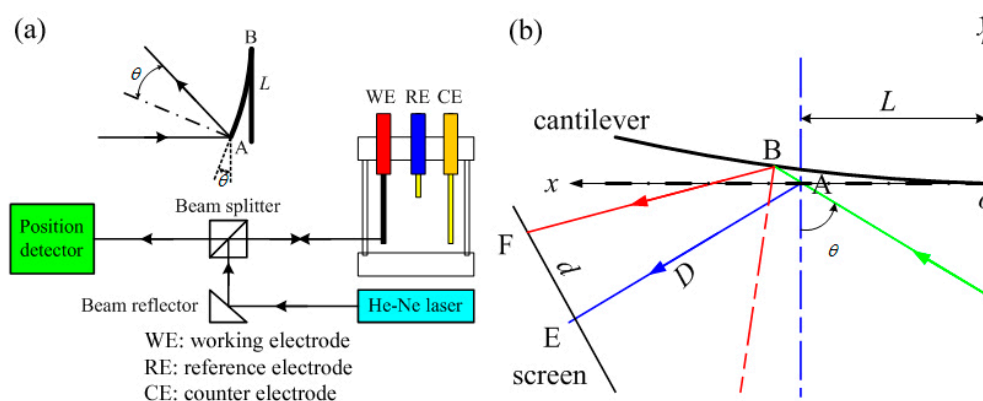 (a)
B
θ
L
A
θ
WE RE CE
Beam splitter
Position
detector
Beam reflector
He-Ne laser
WE: working electrode
RE: reference electrode
CE: counter electrode
(b)
L
cantilever
B
x
A
F
d
D
θ
E
screen